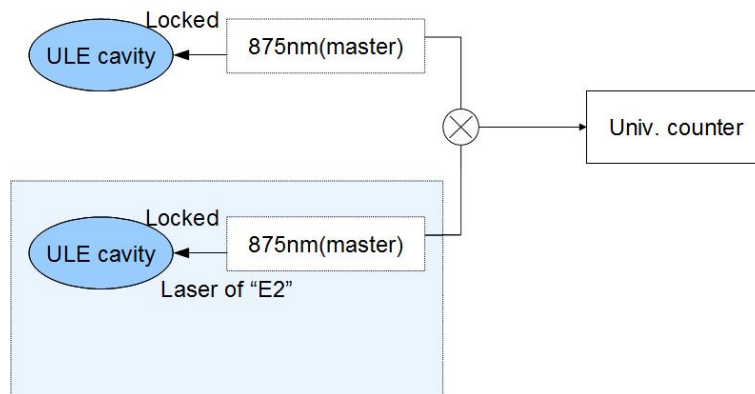 Locked
ULE cavity
875nm(master)
Univ. counter
Locked
ULE cavity
875nm(master)
Laser of “E2”